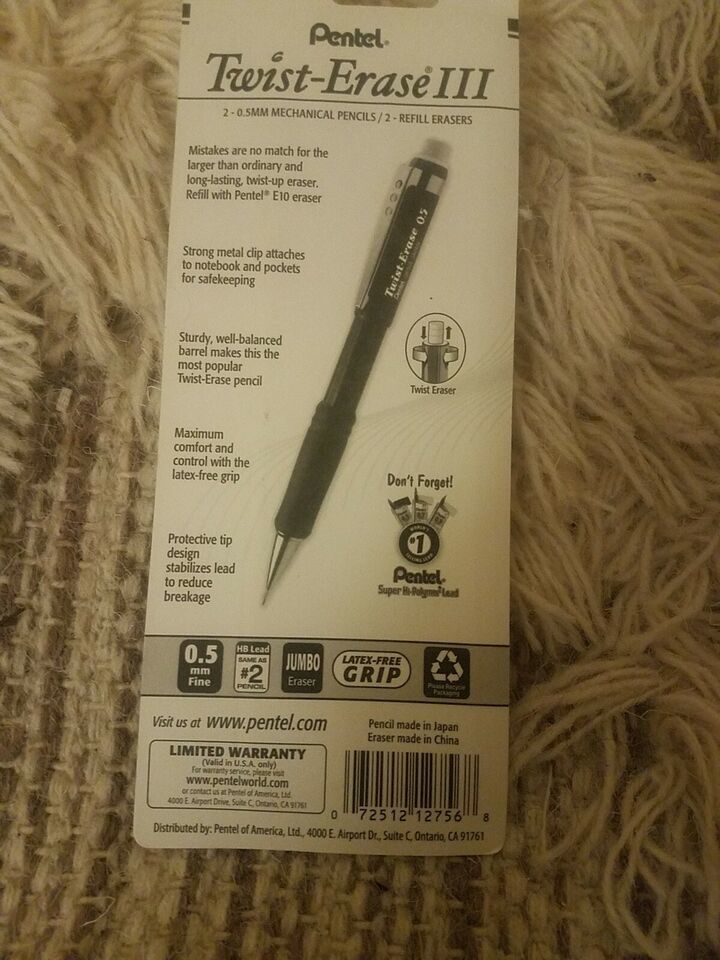 Pentel®
Twist-Erase® III
2 - 0.5MM MECHANICAL PENCILS / 2 - REFILL ERASERS
Mistakes are no match for the
larger than ordinary and
long-lasting, twist-up eraser.
Refill with Pentel® E10 eraser
Strong metal clip attaches
to notebook and pockets
for safekeeping
Twist-Erase 0.5
Pentel
Sturdy, well-balanced
barrel makes this the
most popular
Twist-Erase pencil
Twist Eraser
Maximum
comfort and
control with the
latex-free grip
Don't Forget!
WORLD'S
#1
Pentel®
Super Hi-Polymer® Lead
Protective tip
design
stabilizes lead
to reduce
breakage
0.5
mm
Fine
HB Lead
SAME AS
#2
PENCIL
JUMBO
Eraser
LATEX-FREE
GRIP
Please Recycle
Packaging
Visit us at www.pentel.com
Pencil made in Japan
Eraser made in China
LIMITED WARRANTY
(Valid in U.S.A. only)
For warranty service, please visit
www.pentelworld.com
or contact us at Pentel of America, Ltd.
4000 E. Airport Drive, Suite C, Ontario, CA 91761
0 72512 12756 8
Distributed by: Pentel of America, Ltd., 4000 E. Airport Dr., Suite C, Ontario, CA 91761